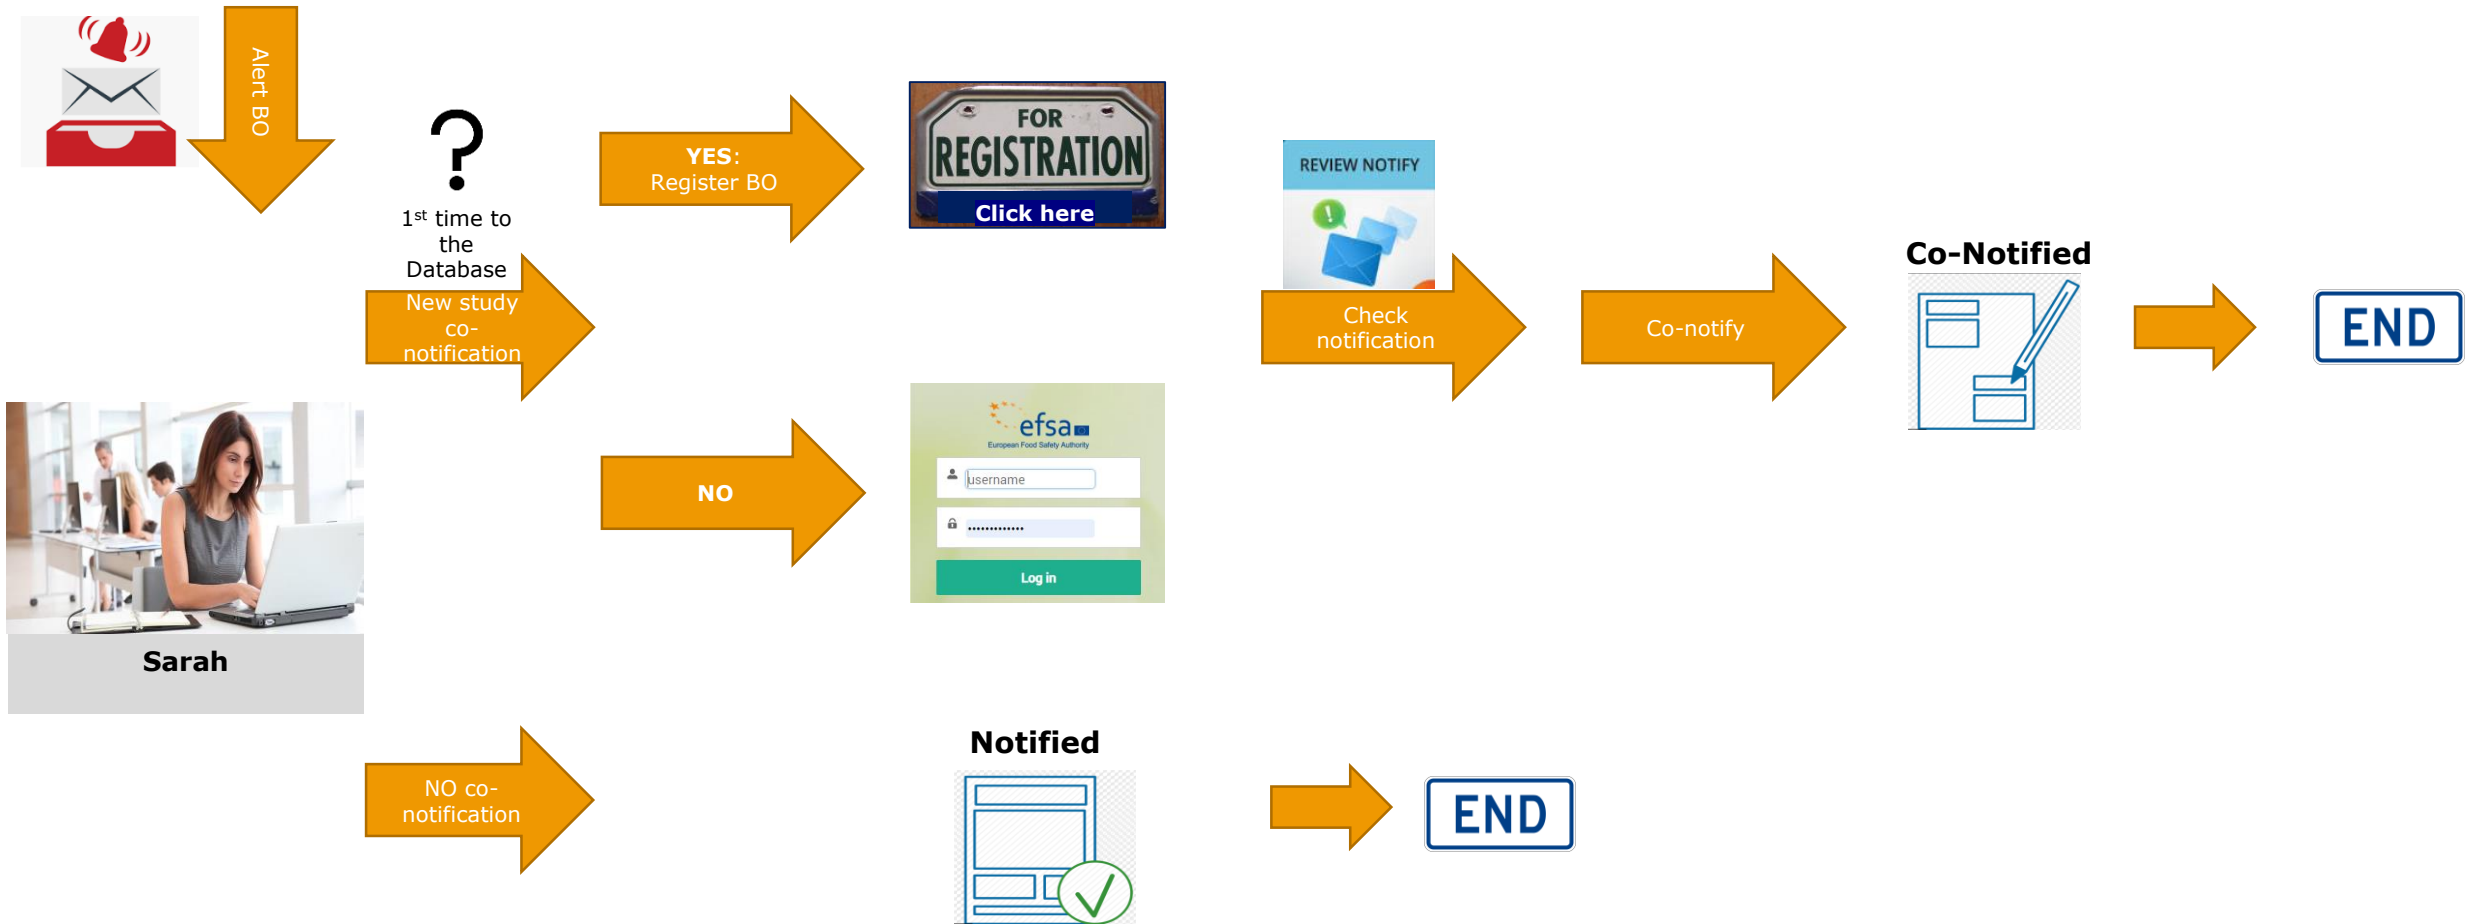 Alert BO
1st time to
the
Database
New study
co-
notification
YES:
Register BO
FOR
REGISTRATION
Click here
REVIEW NOTIFY
Check
notification
Co-notify
Co-Notified
END
NO
efsa
European Food Safety Authority
username
Log in
Sarah
NO co-
notification
Notified
END